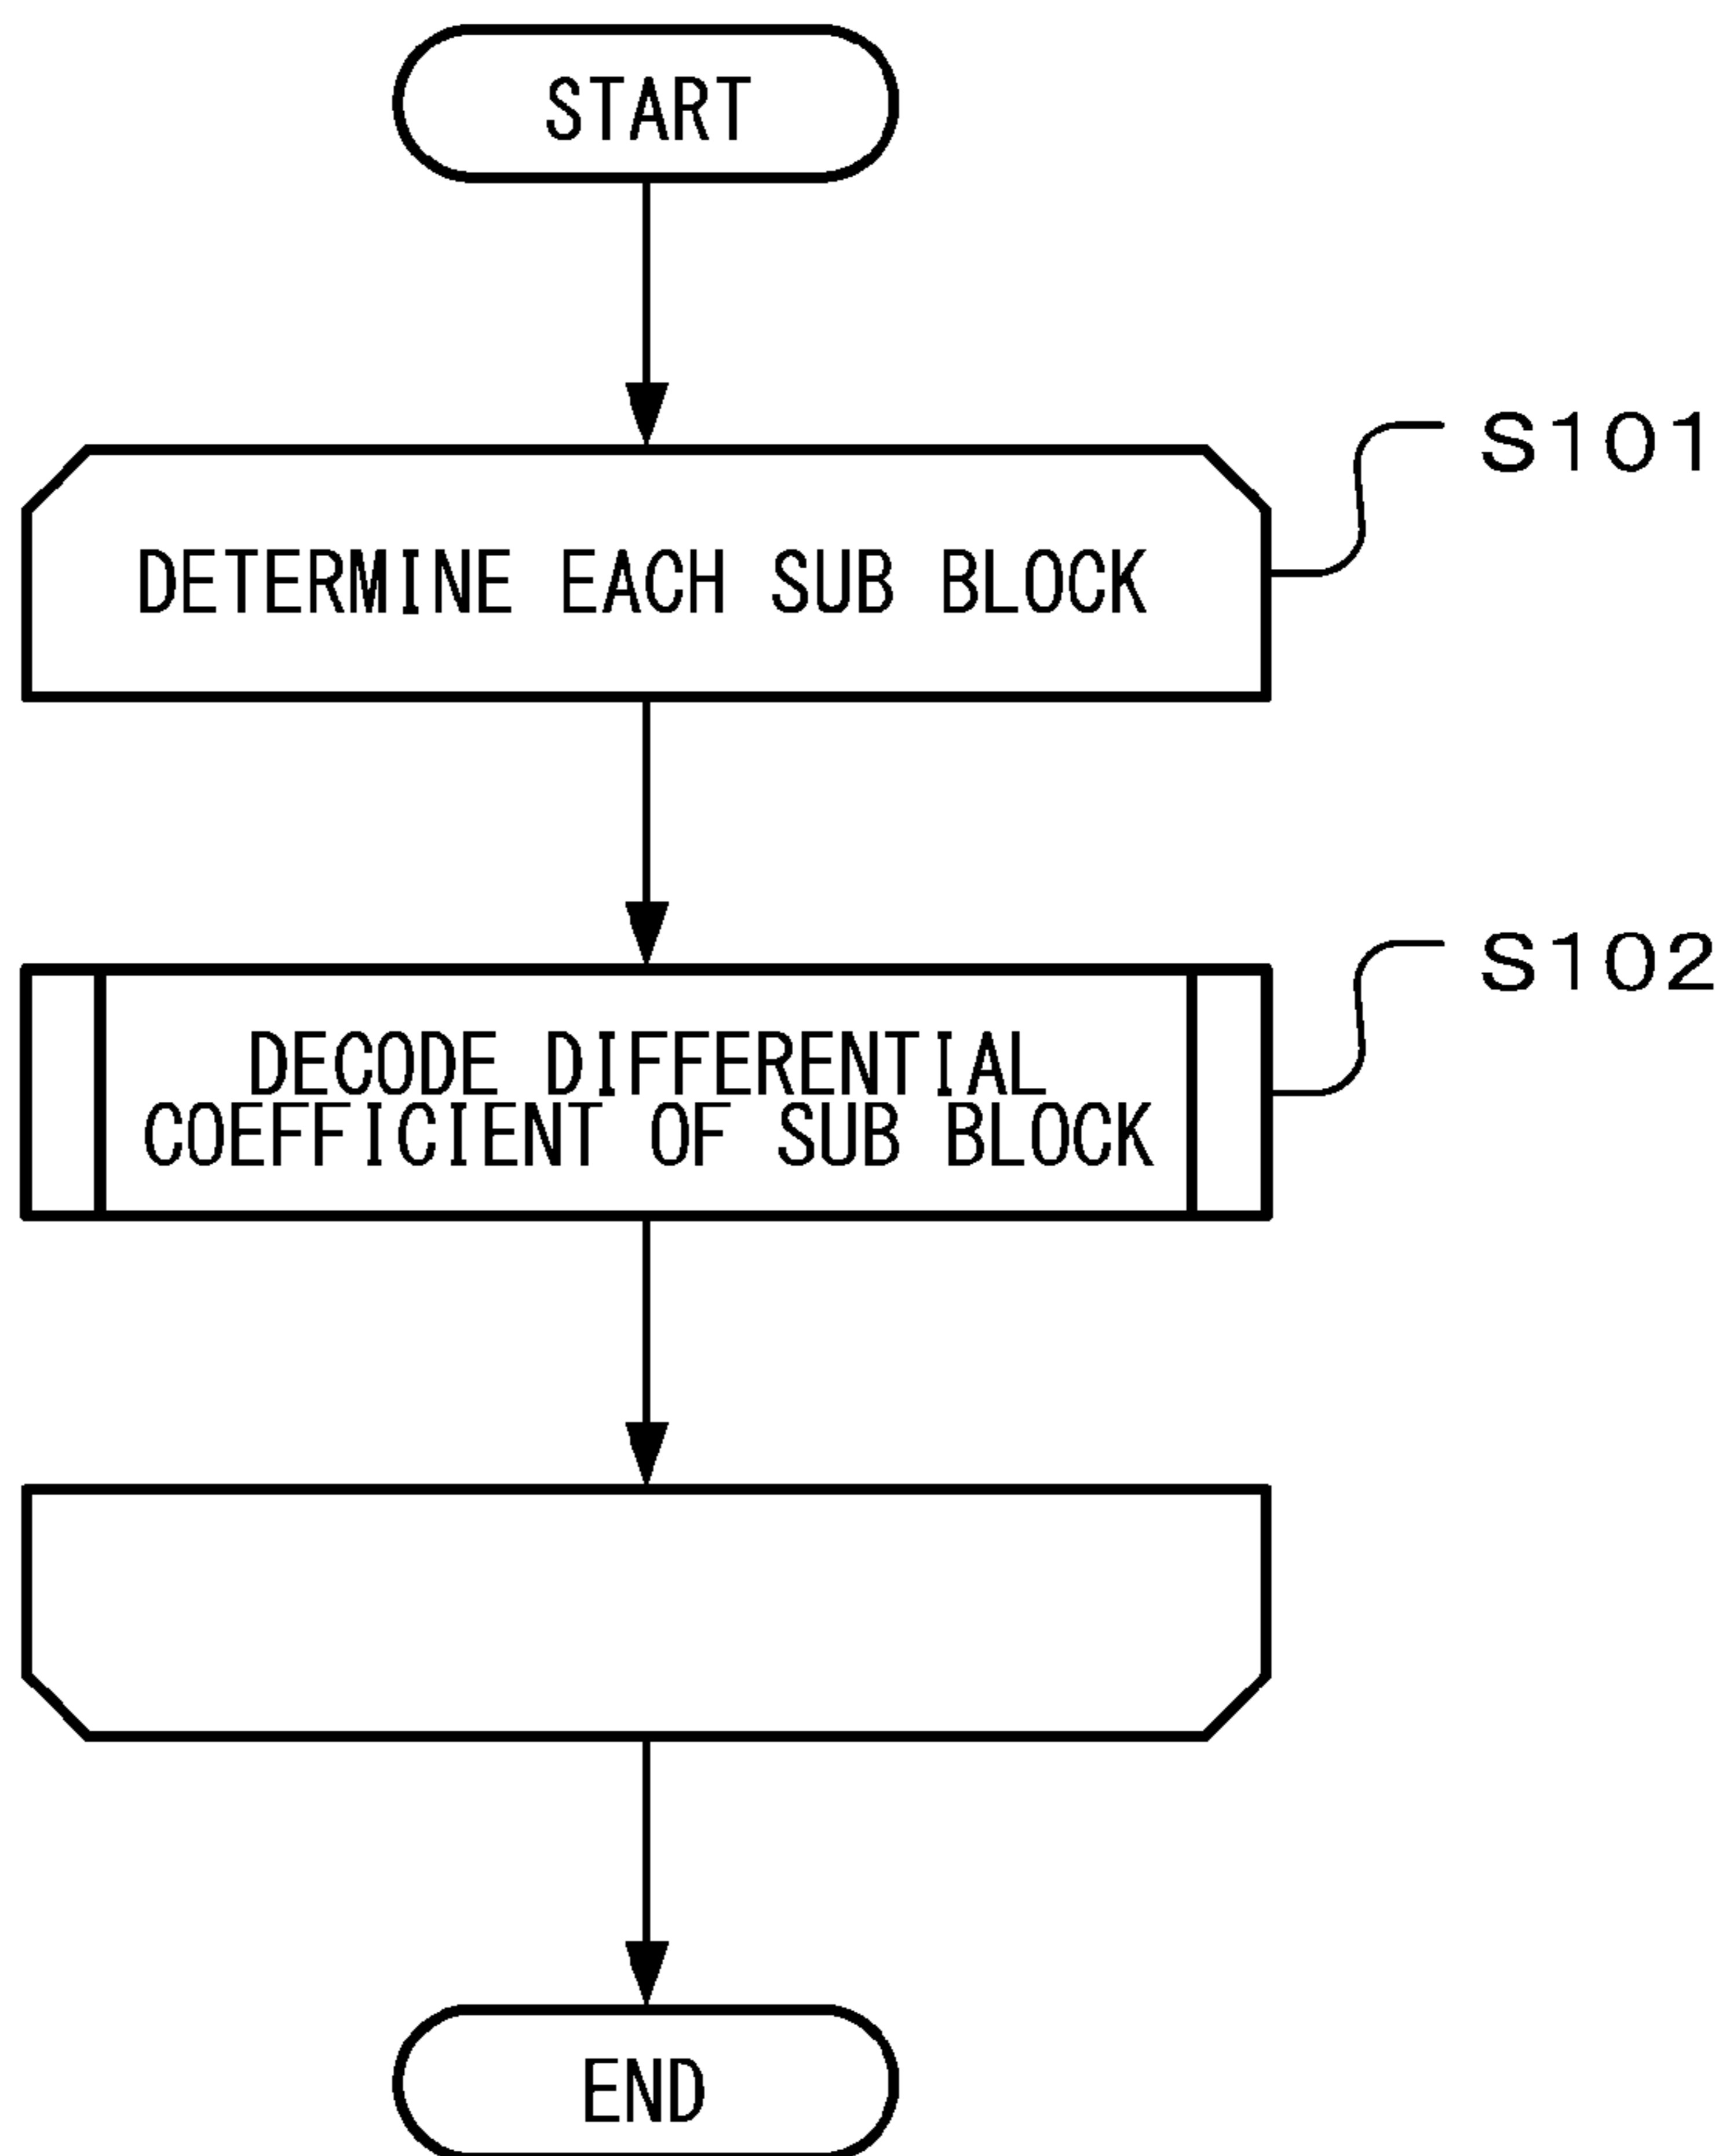 START
S101
DETERMINE EACH SUB BLOCK
S102
DECODE DIFFERENTIAL
COEFFICIENT OF SUB BLOCK
END